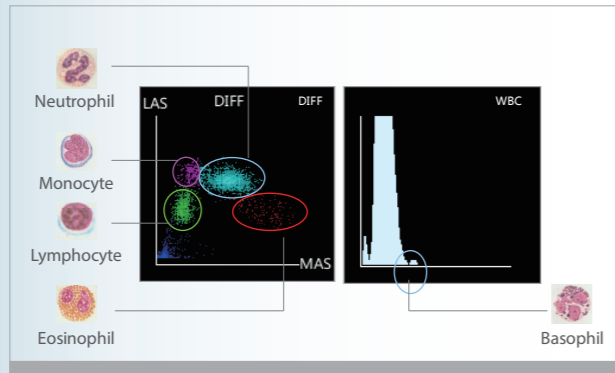 Neutrophil
Monocyte
Lymphocyte
Eosinophil
LAS
DIFF
DIFF
MAS
WBC
Basophil